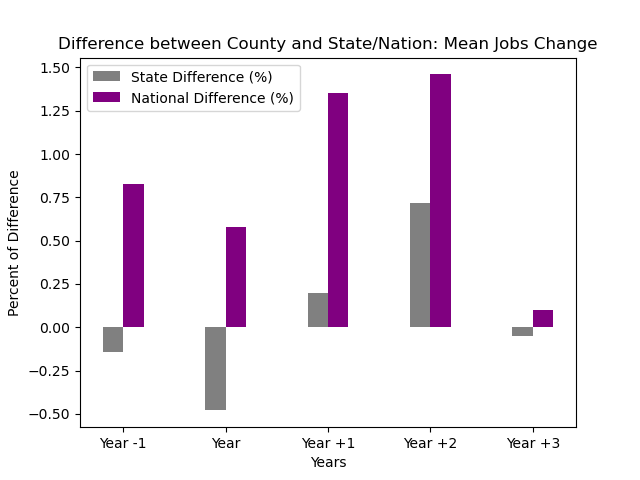 Difference between County and State/Nation: Mean Jobs Change
State Difference (%)
National Difference (%)
Percent of Difference
1.50
1.25
1.00
0.75
0.50
0.25
0.00
−0.25
−0.50
Year -1
Year
Year +1
Year +2
Year +3
Years